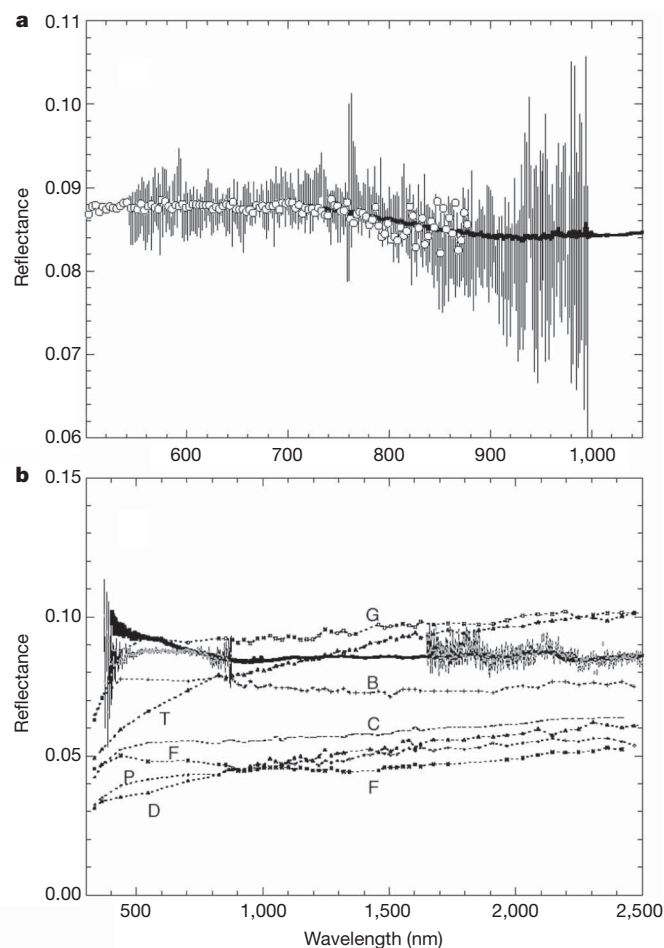 a
0.11
0.10
0.09
0.08
0.07
0.06
Reflectance
600 700 800 900 1,000
b
0.15
0.10
0.05
0.00
Reflectance
G
B
T
C
F
P
F
D
500 1,000 1,500 2,000 2,500
Wavelength (nm)